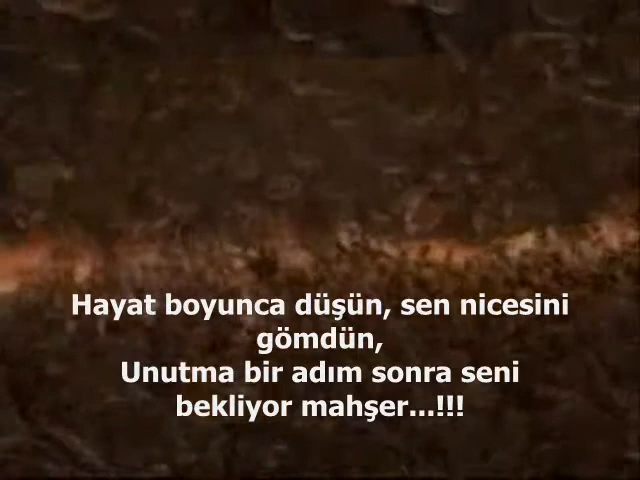 Hayat boyunca düşün, sen nicesini
gömdün,
Unutma bir adım sonra seni
bekliyor mahşer...!!!